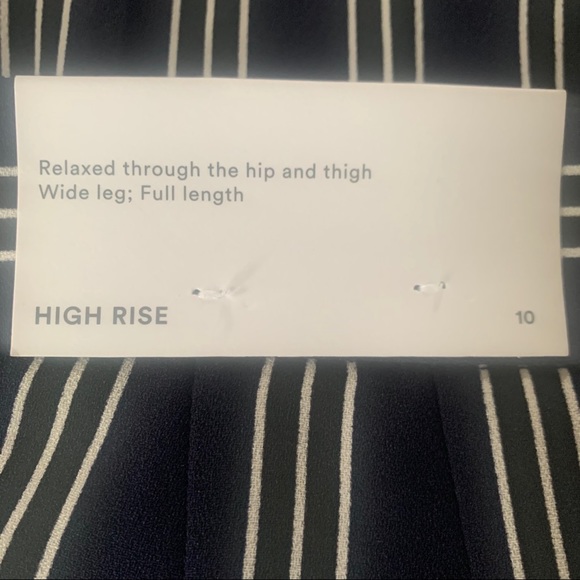 Relaxed through the hip and thigh
Wide leg; Full length
HIGH RISE
10